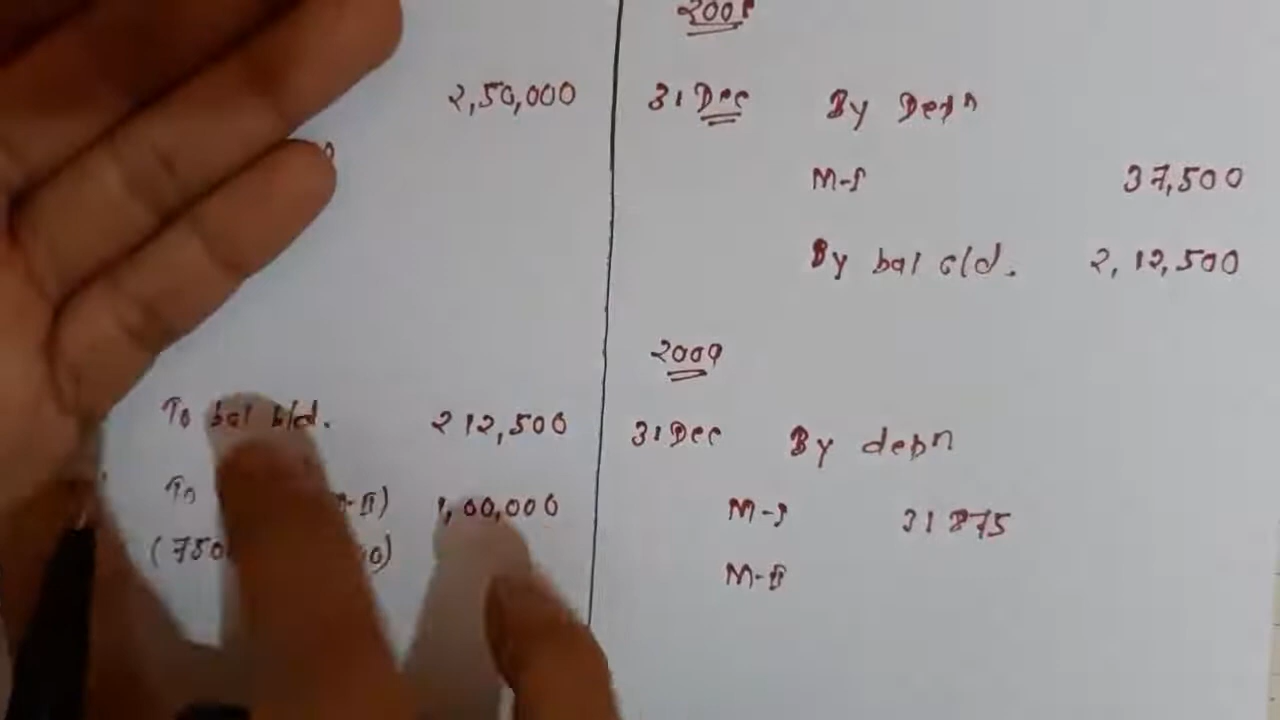 2,50,000
To bal b/d. 212,500
To 1,00,000
2008
31 Dec By Depn
M-I 37,500
By bal c/d. 2,12,500
2009
31 Dec By depn
M-I 31875
M-II